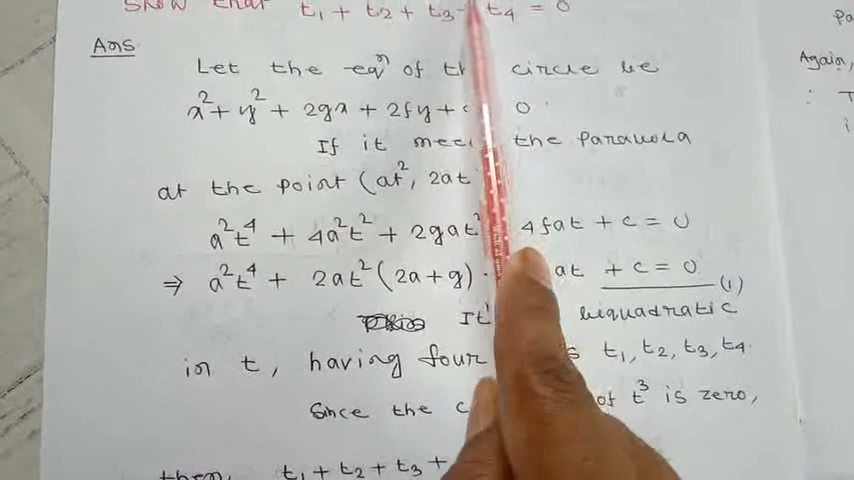 Show that t₁ + t₂ + t₃ + t₄ = 0
Ans
Let the eqⁿ of the circle be
x² + y² + 2gx + 2fy + c 0
If it the parabola
at the point (at², 2at
a²t⁴ + 4a²t² + 2gat² 4fat + c = 0
⇒ a²t⁴ + 2at²(2a+g) at + c = 0 (1)
It biquadratic
in t, having four t₁, t₂, t₃, t₄
Since the of t³ is zero,
then, t₁ + t₂ + t₃ +
Again,